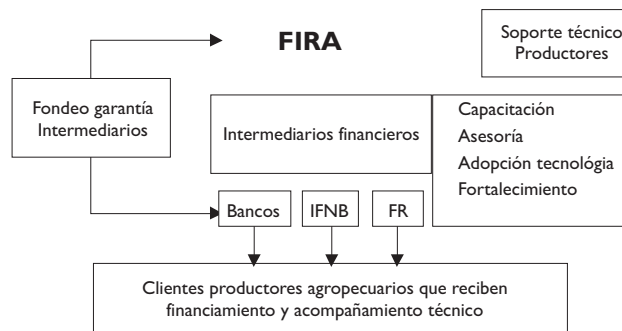 FIRA
Soporte técnico
Productores
Fondeo garantía
Intermediarios
Intermediarios financieros
Capacitación
Asesoría
Adopción tecnológia
Fortalecimiento
Bancos
IFNB
FR
Clientes productores agropecuarios que reciben
financiamiento y acompañamiento técnico